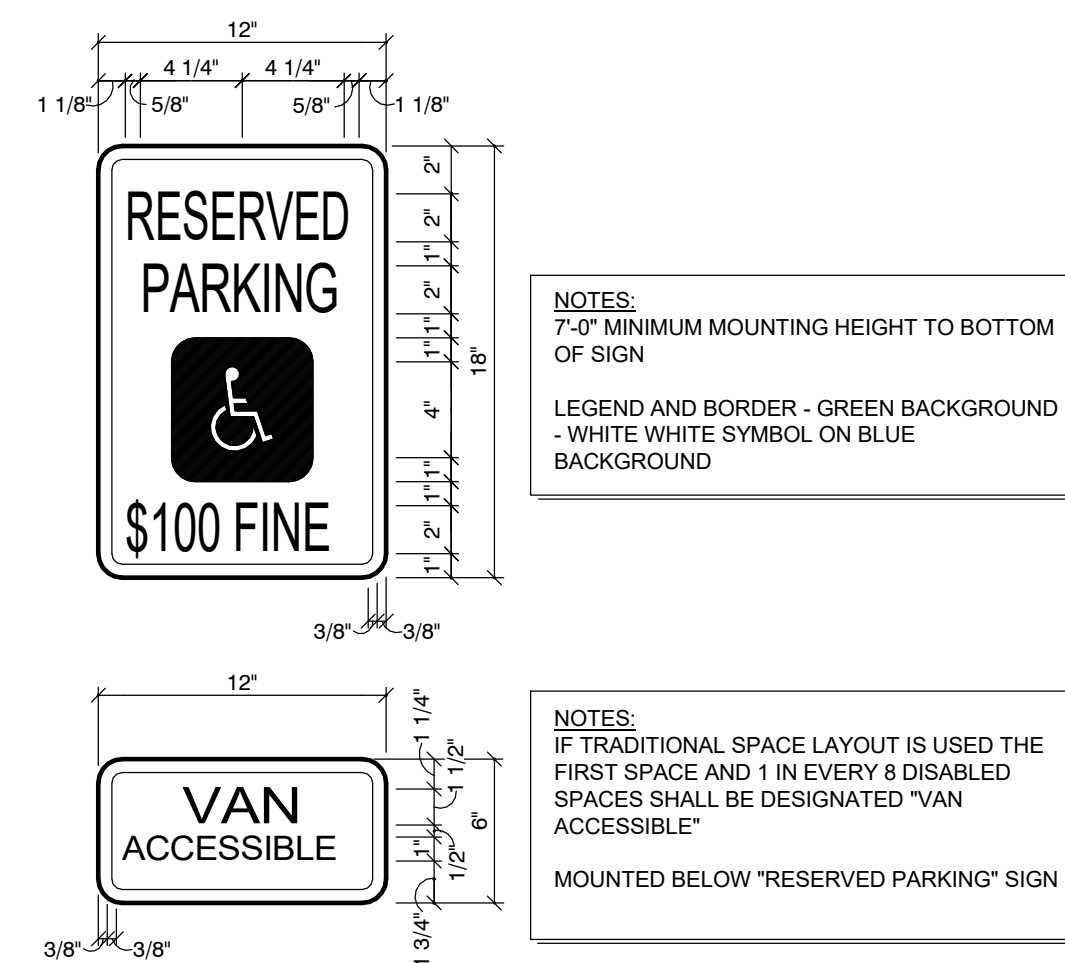 12"
4 1/4" 4 1/4"
1 1/8" 5/8" 5/8" 1 1/8"
RESERVED
PARKING
$100 FINE
2"
2"
1"
2"
1"
1"
4"
1"
1"
2"
1"
18"
3/8" 3/8"
NOTES:
7'-0" MINIMUM MOUNTING HEIGHT TO BOTTOM
OF SIGN
LEGEND AND BORDER - GREEN BACKGROUND
- WHITE WHITE SYMBOL ON BLUE
BACKGROUND
12"
VAN
ACCESSIBLE
1 1/4"
1 1/2"
1/2"
1"
1 3/4"
6"
3/8" 3/8"
NOTES:
IF TRADITIONAL SPACE LAYOUT IS USED THE
FIRST SPACE AND 1 IN EVERY 8 DISABLED
SPACES SHALL BE DESIGNATED "VAN
ACCESSIBLE"
MOUNTED BELOW "RESERVED PARKING" SIGN